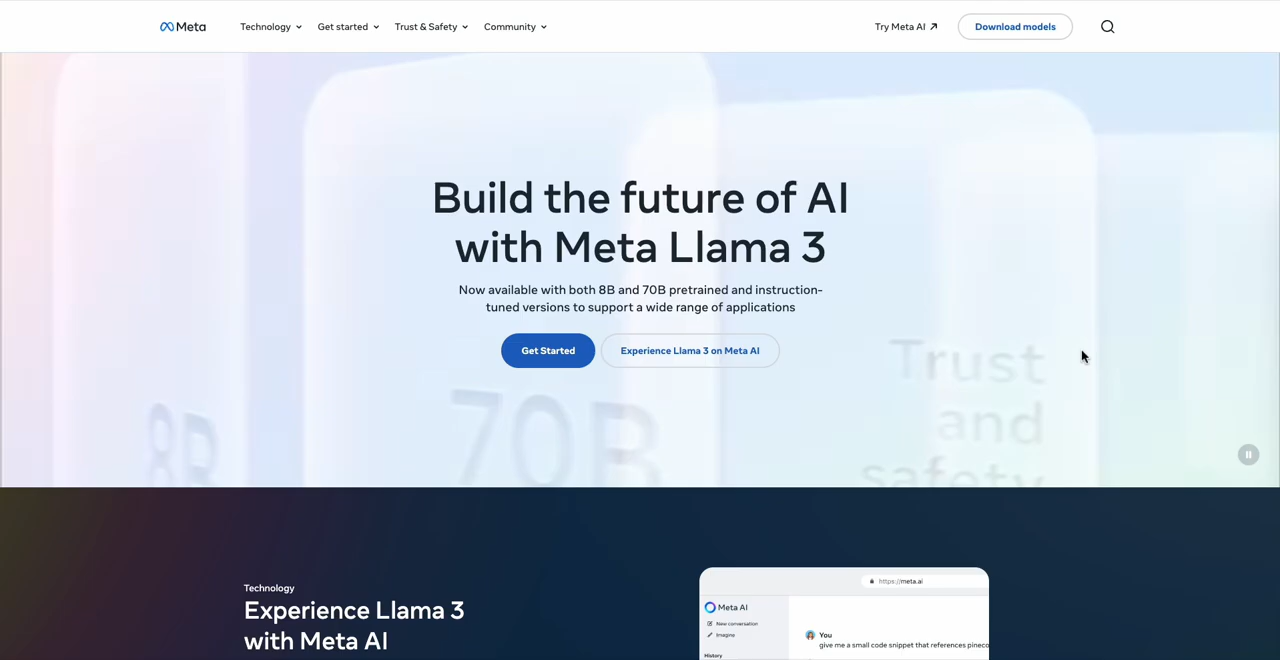 Meta
Technology
Get started
Trust & Safety
Community
Try Meta AI
Download models
Build the future of AI
with Meta Llama 3
Now available with both 8B and 70B pretrained and instruction-
tuned versions to support a wide range of applications
Get Started
Experience Llama 3 on Meta AI
8B
70B
Trust
and
safety
Technology
Experience Llama 3
with Meta AI
https://meta.ai
Meta AI
New conversation
Imagine
History
You
give me a small code snippet that references pineco